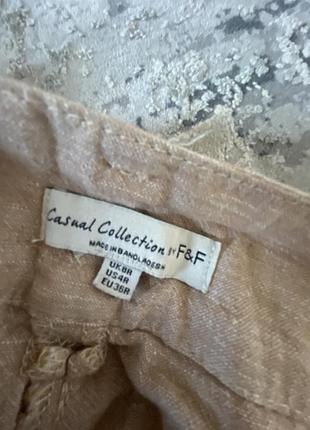 Casual Collection BY F&F
MADE IN BANGLADESH
UK8R
US4R
EU36R